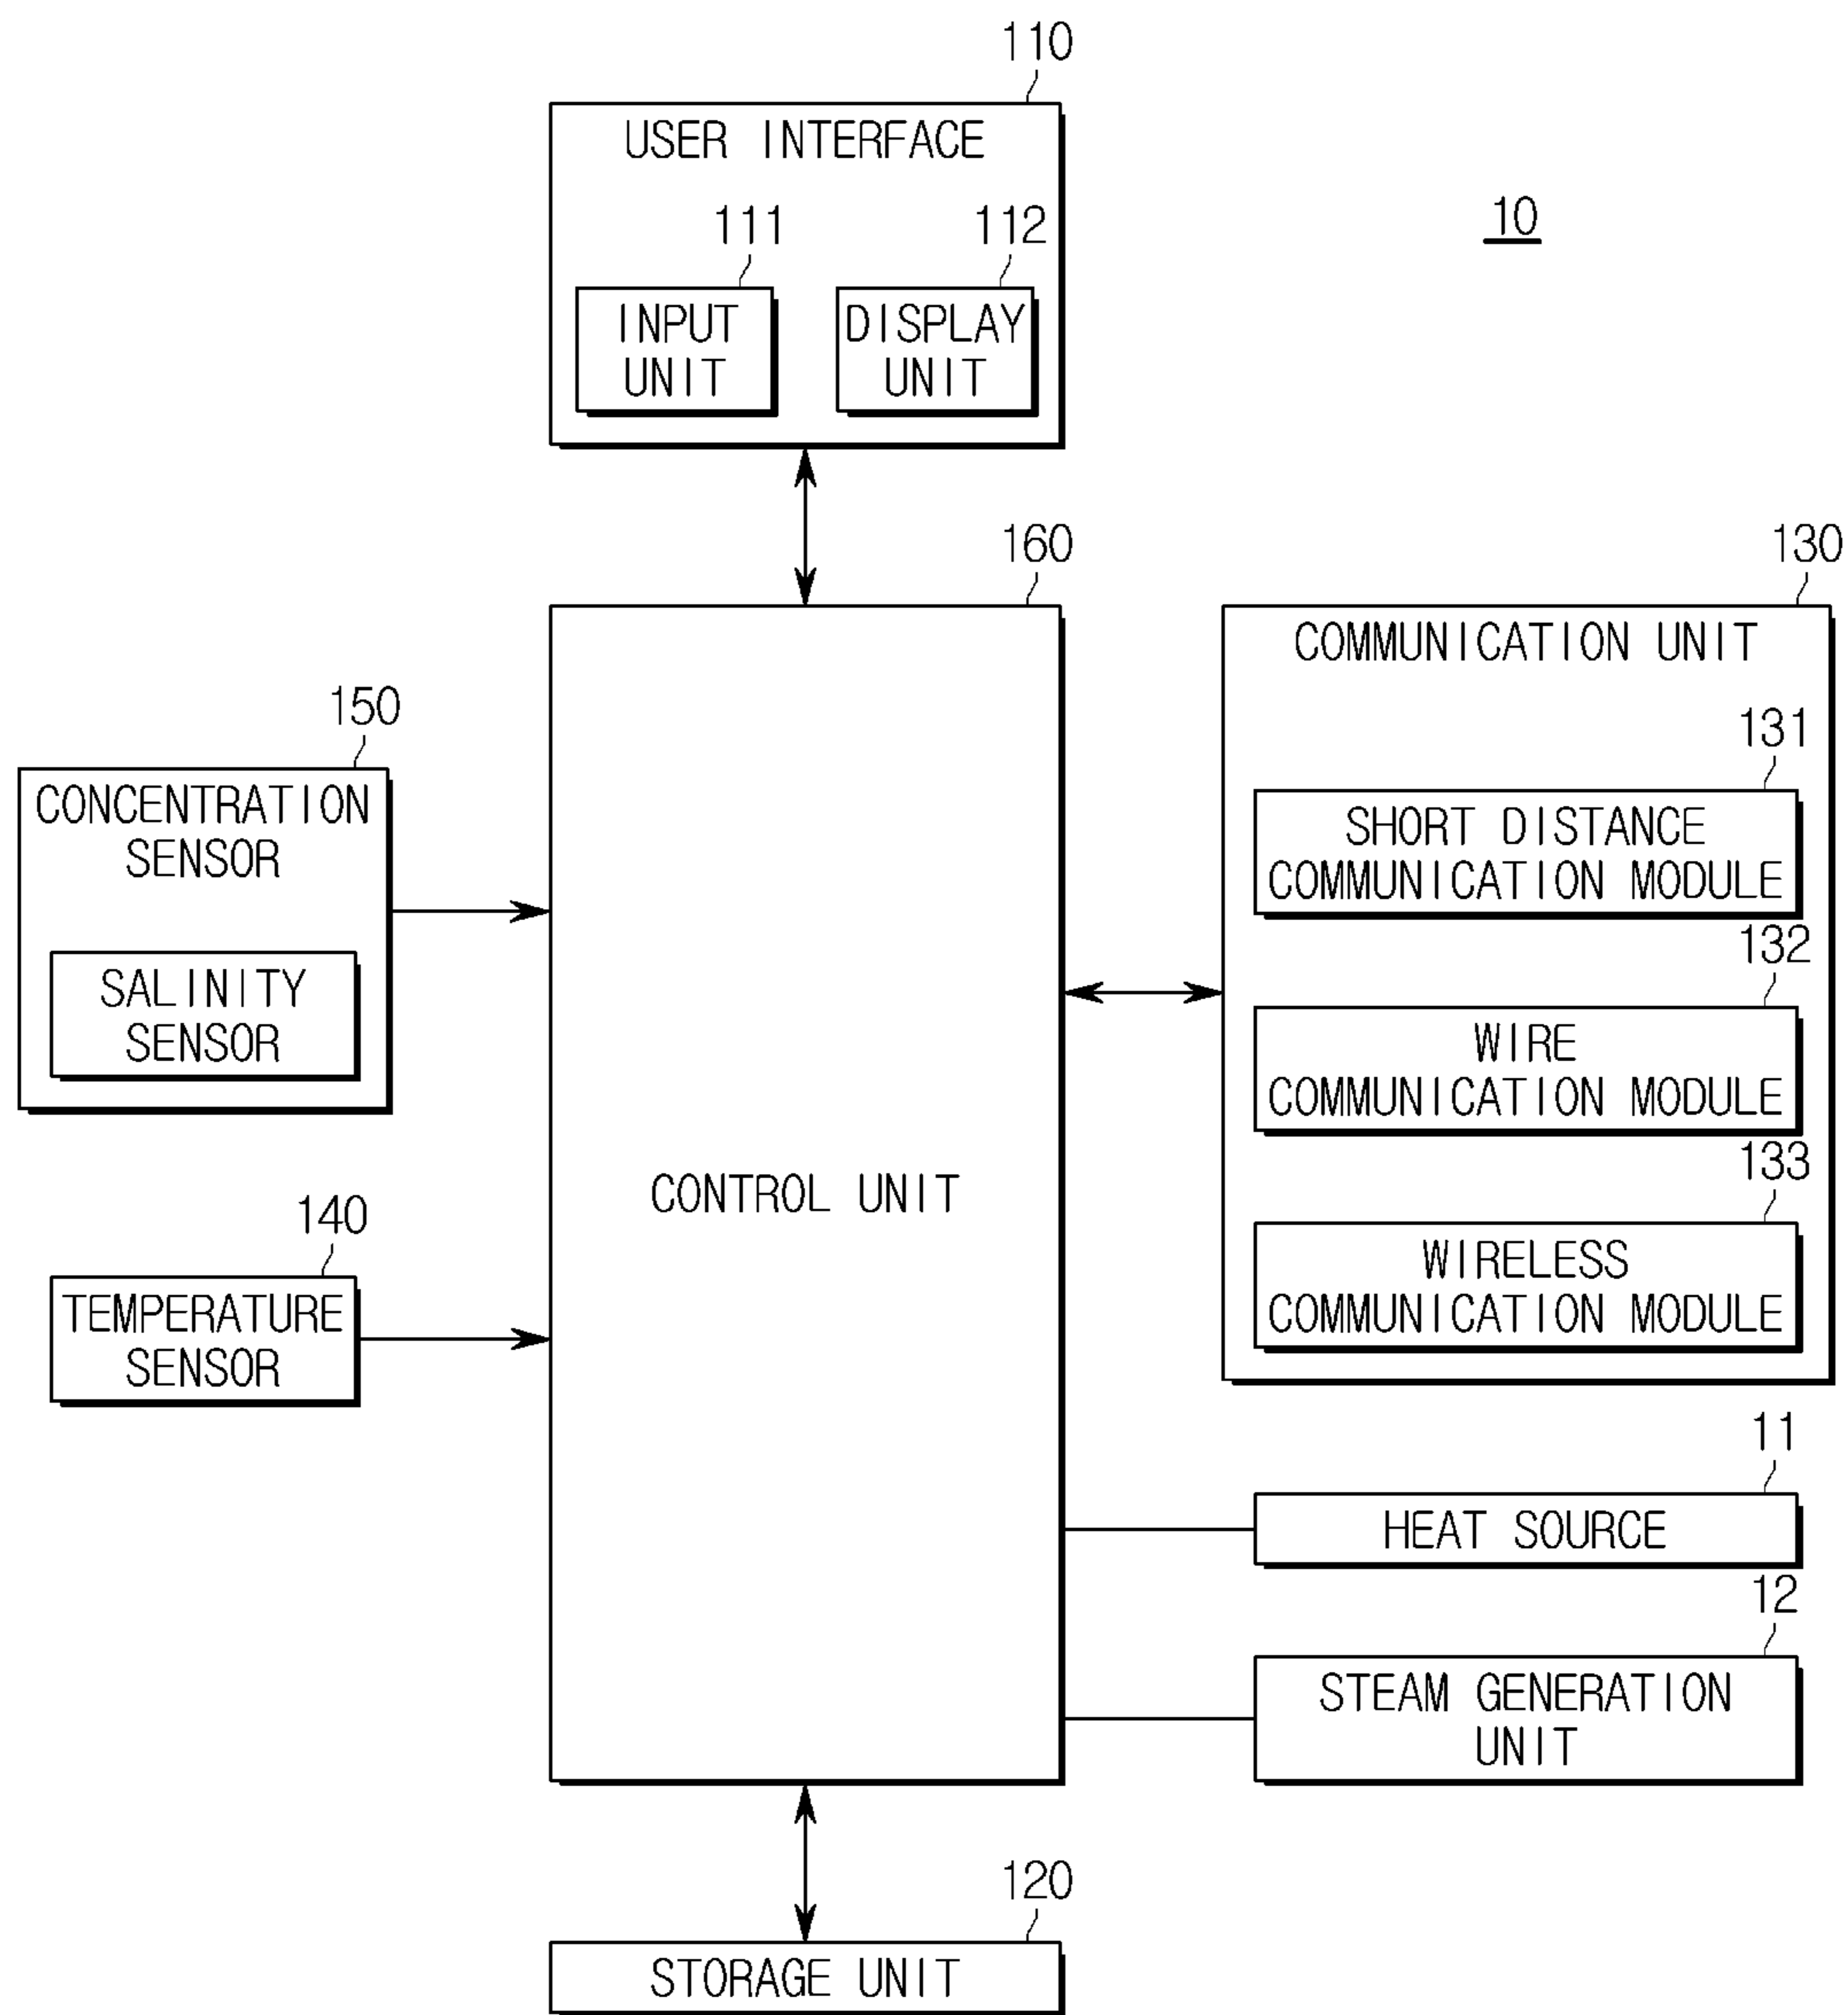 110
USER INTERFACE
10
111
112
INPUT
UNIT
DISPLAY
UNIT
160
130
COMMUNICATION UNIT
150
CONCENTRATION
SENSOR
131
SHORT DISTANCE
COMMUNICATION MODULE
SALINITY
SENSOR
132
WIRE
COMMUNICATION MODULE
CONTROL UNIT
133
WIRELESS
COMMUNICATION MODULE
140
TEMPERATURE
SENSOR
11
HEAT SOURCE
12
STEAM GENERATION
UNIT
120
STORAGE UNIT